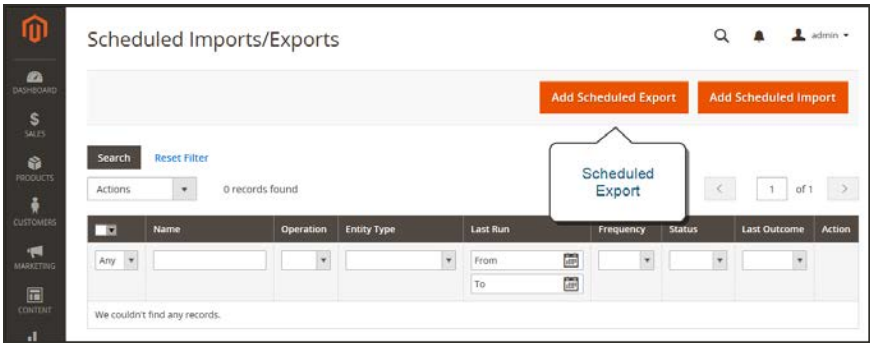 Scheduled Imports/Exports
admin
DASHBOARD
SALES
PRODUCTS
CUSTOMERS
MARKETING
CONTENT
Add Scheduled Export
Add Scheduled Import
Scheduled
Export
Search
Reset Filter
Actions
0 records found
1 of 1
Name Operation Entity Type Last Run Frequency Status Last Outcome Action
Any
From
To
We couldn't find any records.